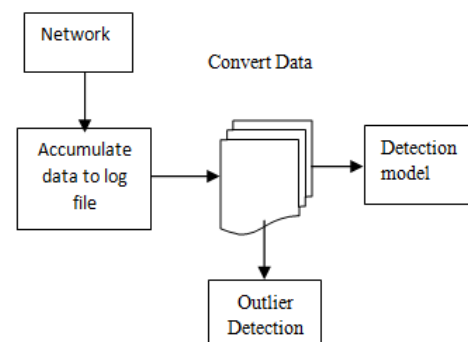 Network
Convert Data
Accumulate
data to log
file
Detection
model
Outlier
Detection